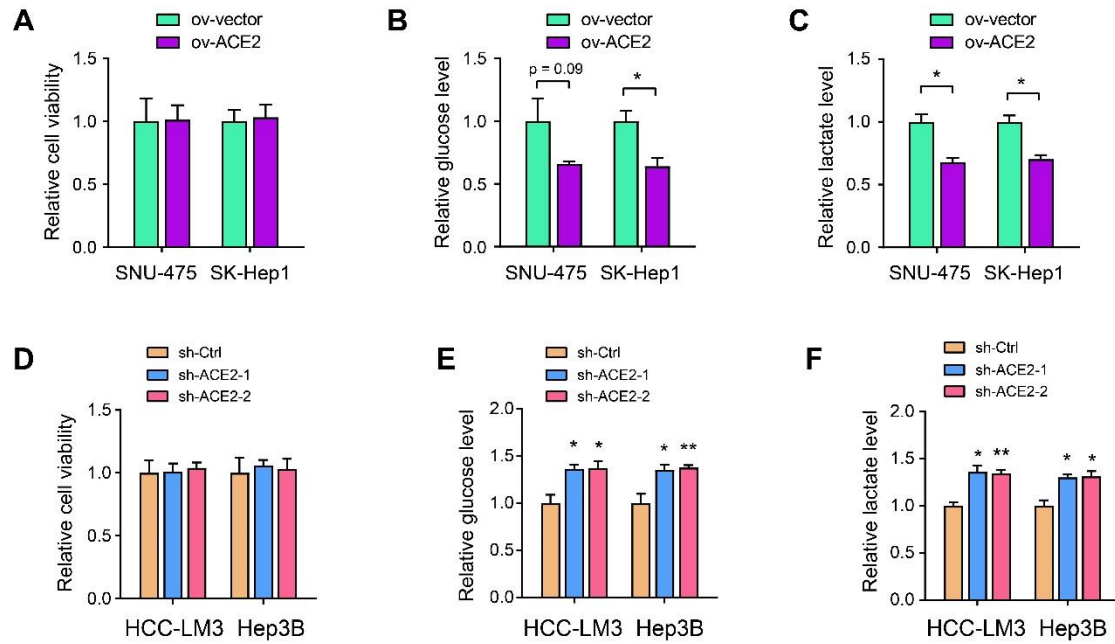 A
ov-vector
ov-ACE2
Relative cell viability
1.5
1.0
0.5
0.0
SNU-475 SK-Hep1
B
ov-vector
ov-ACE2
Relative glucose level
1.5
1.0
0.5
0.0
p = 0.09
*
SNU-475 SK-Hep1
C
ov-vector
ov-ACE2
Relative lactate level
1.5
1.0
0.5
0.0
* *
SNU-475 SK-Hep1
D
sh-Ctrl
sh-ACE2-1
sh-ACE2-2
Relative cell viability
1.5
1.0
0.5
0.0
HCC-LM3 Hep3B
E
sh-Ctrl
sh-ACE2-1
sh-ACE2-2
Relative glucose level
2.0
1.5
1.0
0.5
0.0
* * * **
HCC-LM3 Hep3B
F
sh-Ctrl
sh-ACE2-1
sh-ACE2-2
Relative lactate level
2.0
1.5
1.0
0.5
0.0
* ** * *
HCC-LM3 Hep3B